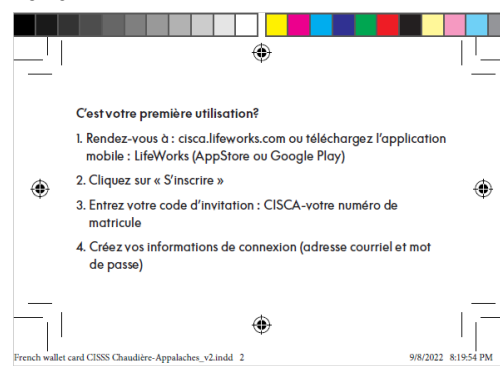 C'est votre première utilisation?
1. Rendez-vous à : cisca.lifeworks.com ou téléchargez l'application
mobile : LifeWorks (AppStore ou Google Play)
2. Cliquez sur « S'inscrire »
3. Entrez votre code d'invitation : CISCA-votre numéro de
matricule
4. Créez vos informations de connexion (adresse courriel et mot
de passe)
French wallet card CISSS Chaudière-Appalaches_v2.indd 2 9/8/2022 8:19:54 PM